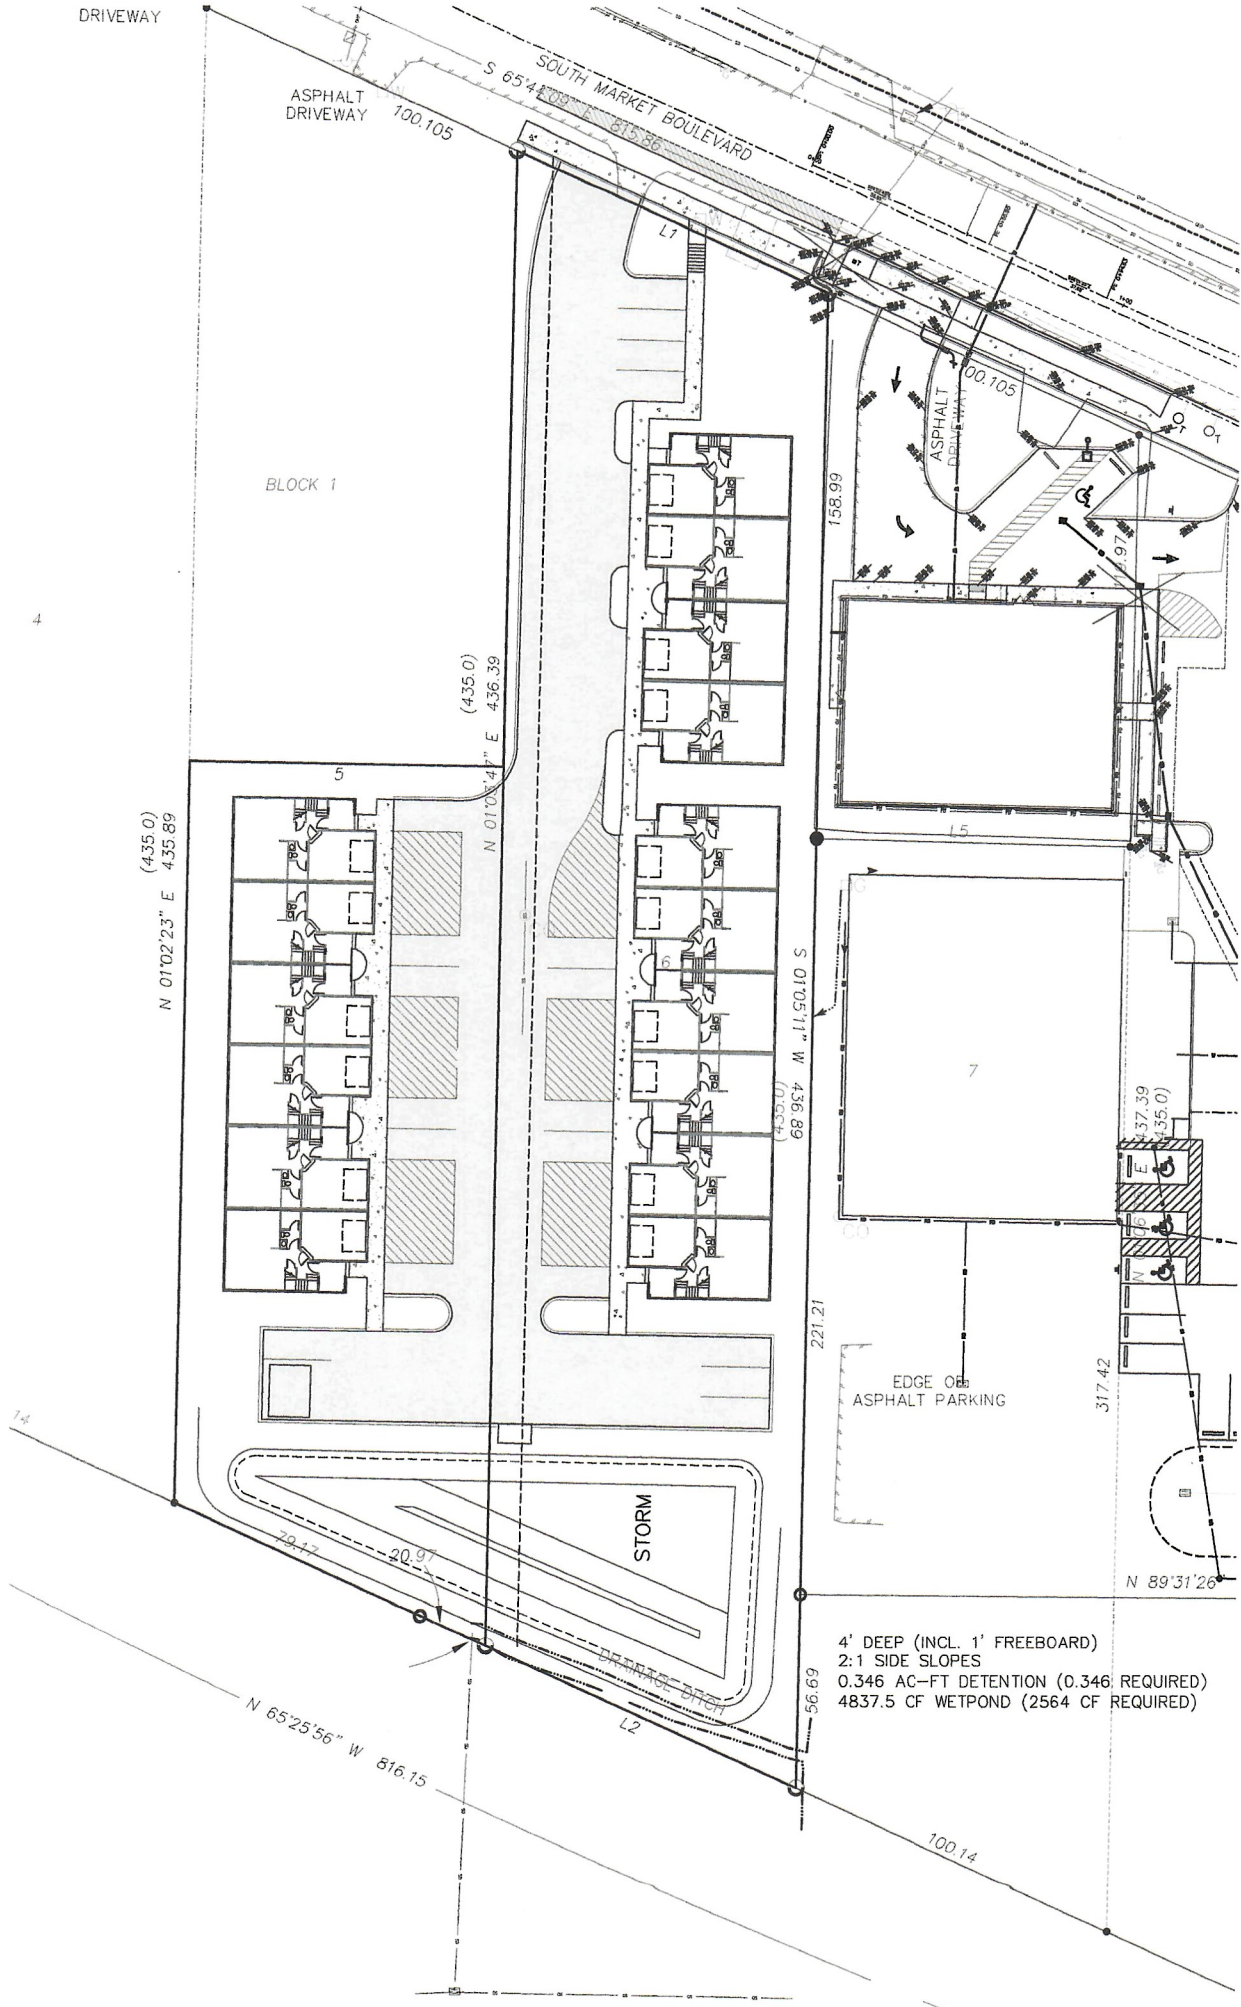 DRIVEWAY
SOUTH MARKET BOULEVARD
ASPHALT
DRIVEWAY
100.105
815.86
L1
100.105
ASPHALT
DRIVEWAY
BLOCK 1
158.99
4
(435.0)
N 01°03'47" E 436.39
5
L5
(435.0)
N 01°02'23" E 435.89
6
S 01°05'11" W 436.89
(435.0)
7
437.39
435.0)
CO
221.21
317.42
EDGE OF
ASPHALT PARKING
14
STORM
79.17
20.97
N 89°31'26"
DRAINAGE DITCH
56.69
4' DEEP (INCL. 1' FREEBOARD)
2:1 SIDE SLOPES
0.346 AC-FT DETENTION (0.346 REQUIRED)
4837.5 CF WETPOND (2564 CF REQUIRED)
L2
N 65°25'56" W 816.15
100.14